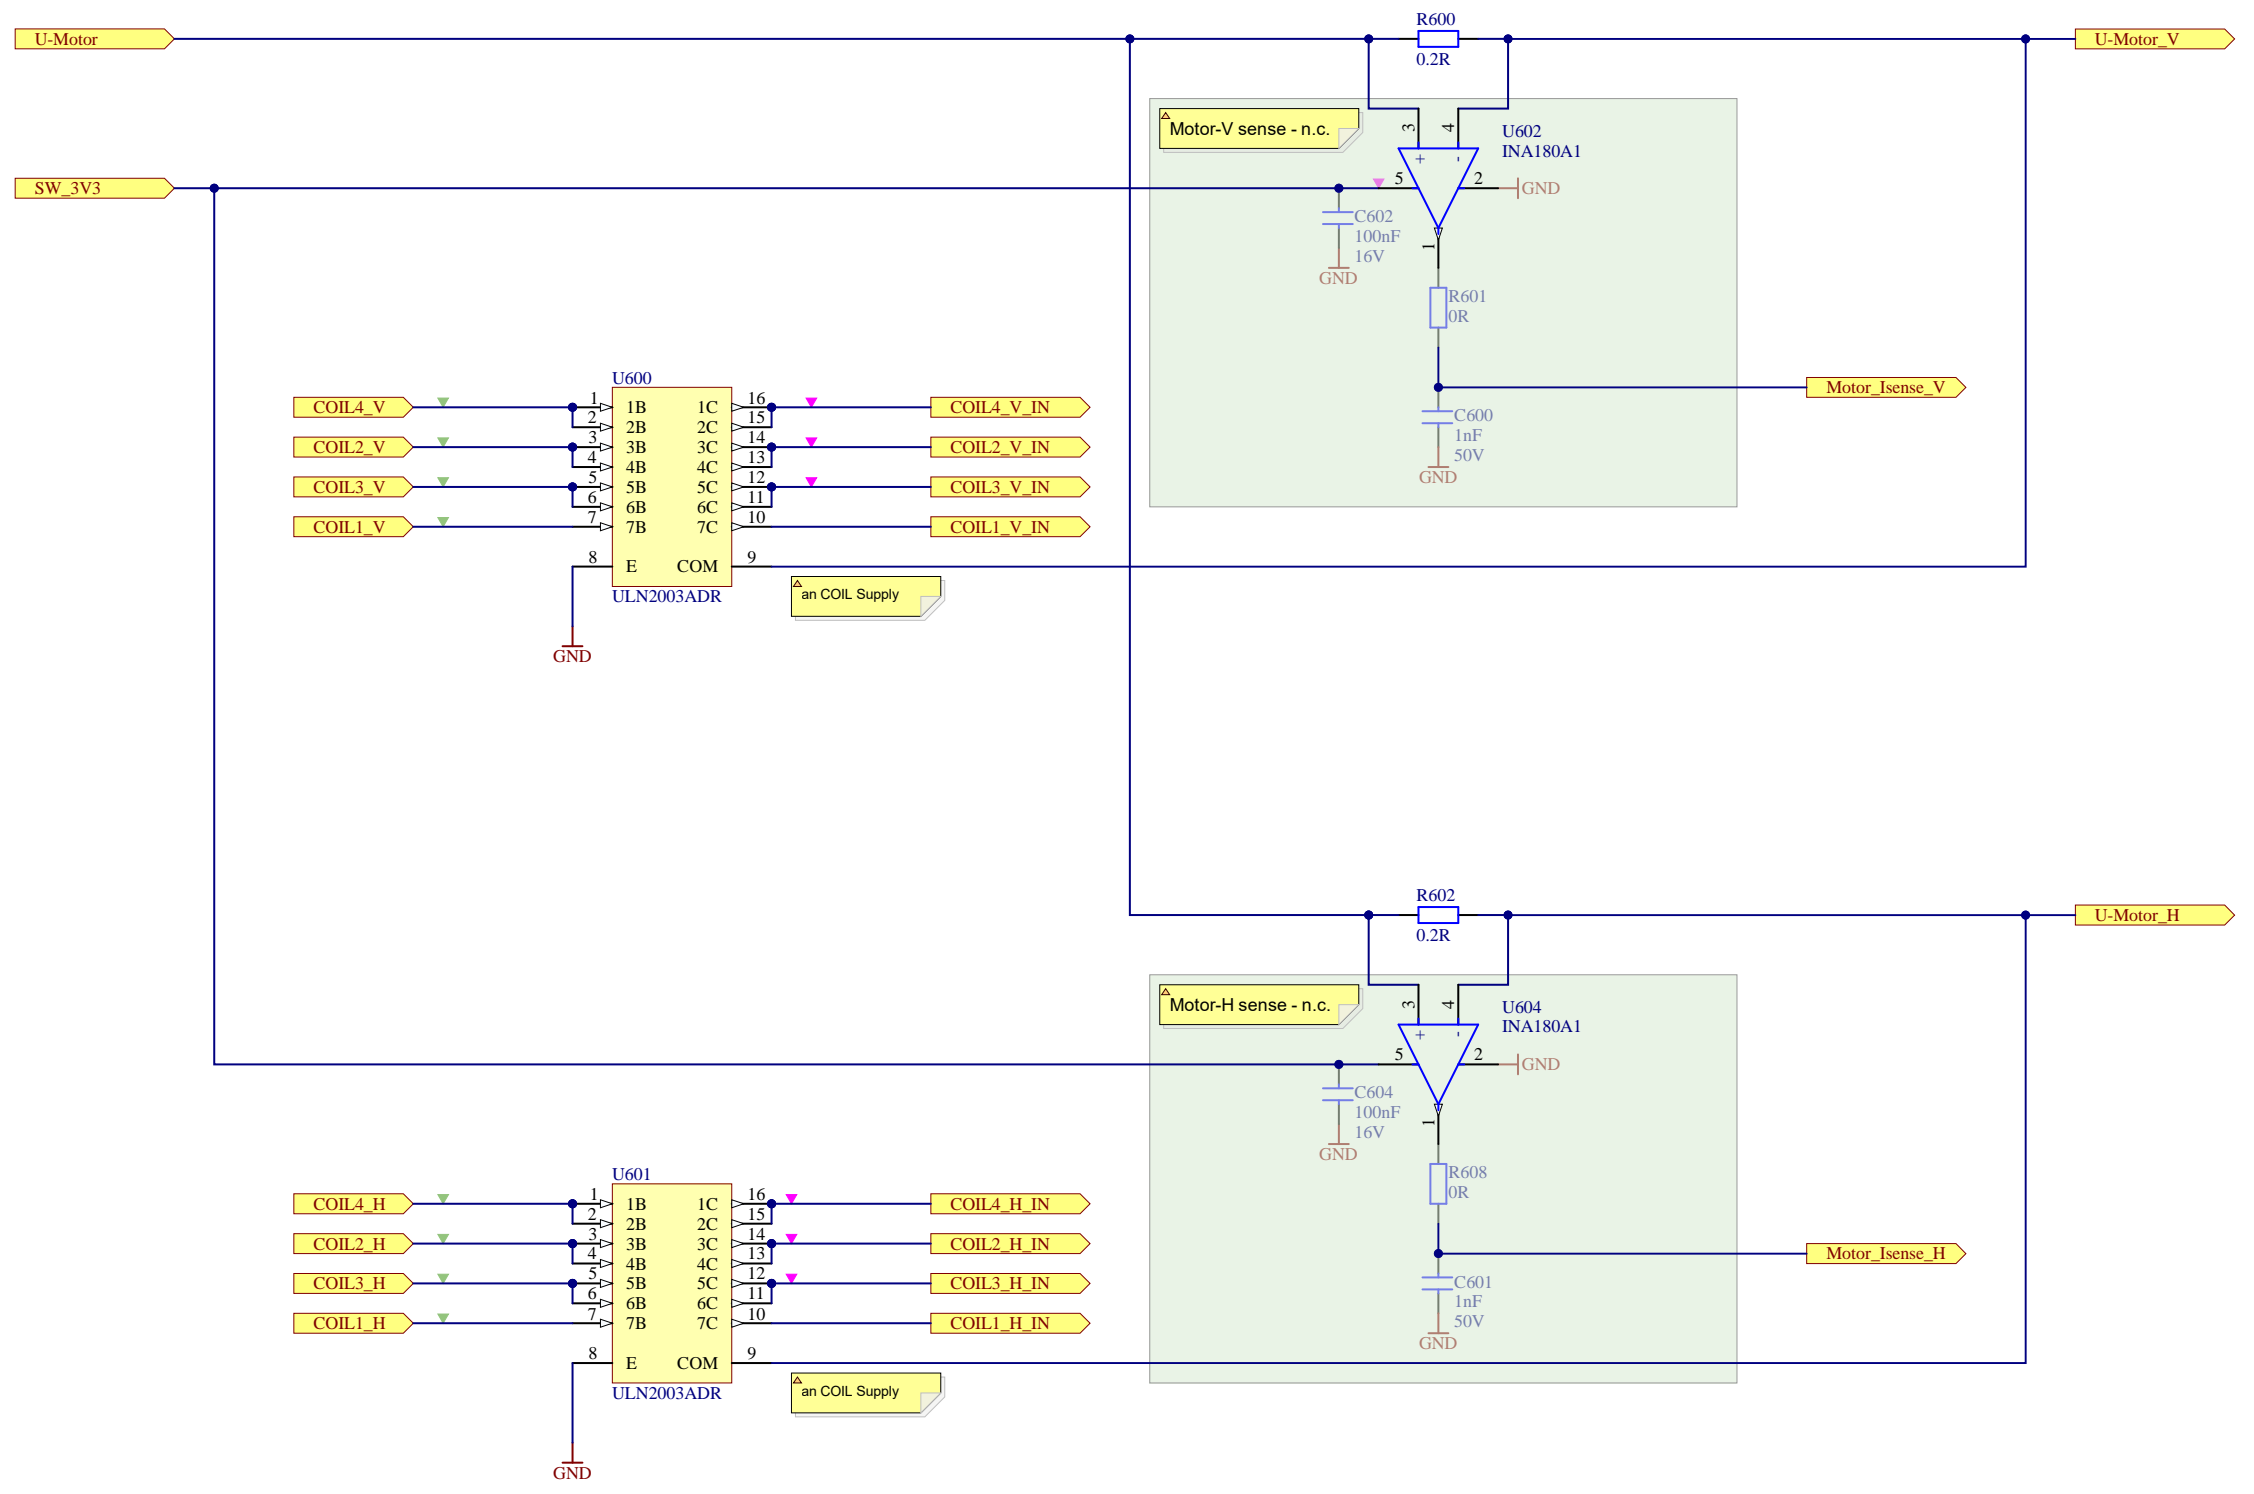 R600
U-Motor
U-Motor_V
0.2R
Motor-V sense - n.c.
3
4
U602
INA180A1
+
-
SW_3V3
5
2
GND
C602
100nF
16V
GND
1
R601
0R
U600
COIL4_V
1
1B
1C
16
COIL4_V_IN
Motor_Isense_V
2
2B
2C
15
C600
1nF
50V
GND
COIL2_V
3
3B
3C
14
COIL2_V_IN
4
4B
4C
13
COIL3_V
5
5B
5C
12
COIL3_V_IN
6
6B
6C
11
COIL1_V
7
7B
7C
10
COIL1_V_IN
8
E
COM
9
ULN2003ADR
an COIL Supply
GND
R602
U-Motor_H
0.2R
Motor-H sense - n.c.
3
4
U604
INA180A1
+
-
5
2
GND
C604
100nF
16V
GND
1
R608
0R
U601
COIL4_H
1
1B
1C
16
COIL4_H_IN
2
2B
2C
15
COIL2_H
3
3B
3C
14
COIL2_H_IN
Motor_Isense_H
4
4B
4C
13
C601
1nF
50V
GND
COIL3_H
5
5B
5C
12
COIL3_H_IN
6
6B
6C
11
COIL1_H
7
7B
7C
10
COIL1_H_IN
8
E
COM
9
ULN2003ADR
an COIL Supply
GND